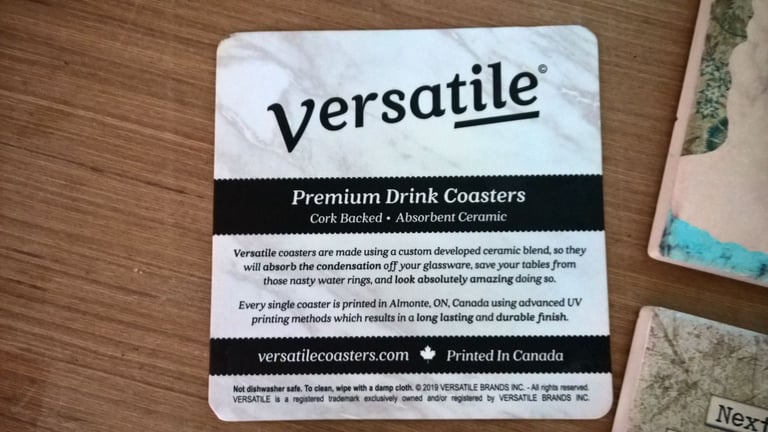 versatile©
Premium Drink Coasters
Cork Backed • Absorbent Ceramic
Versatile coasters are made using a custom developed ceramic blend, so they
will absorb the condensation off your glassware, save your tables from
those nasty water rings, and look absolutely amazing doing so.
Every single coaster is printed in Almonte, ON, Canada using advanced UV
printing methods which results in a long lasting and durable finish.
versatilecoasters.com Printed In Canada
Not dishwasher safe. To clean, wipe with a damp cloth. © 2019 VERSATILE BRANDS INC. - All rights reserved.
VERSATILE is a registered trademark exclusively owned and/or registered by VERSATILE BRANDS INC.
Next